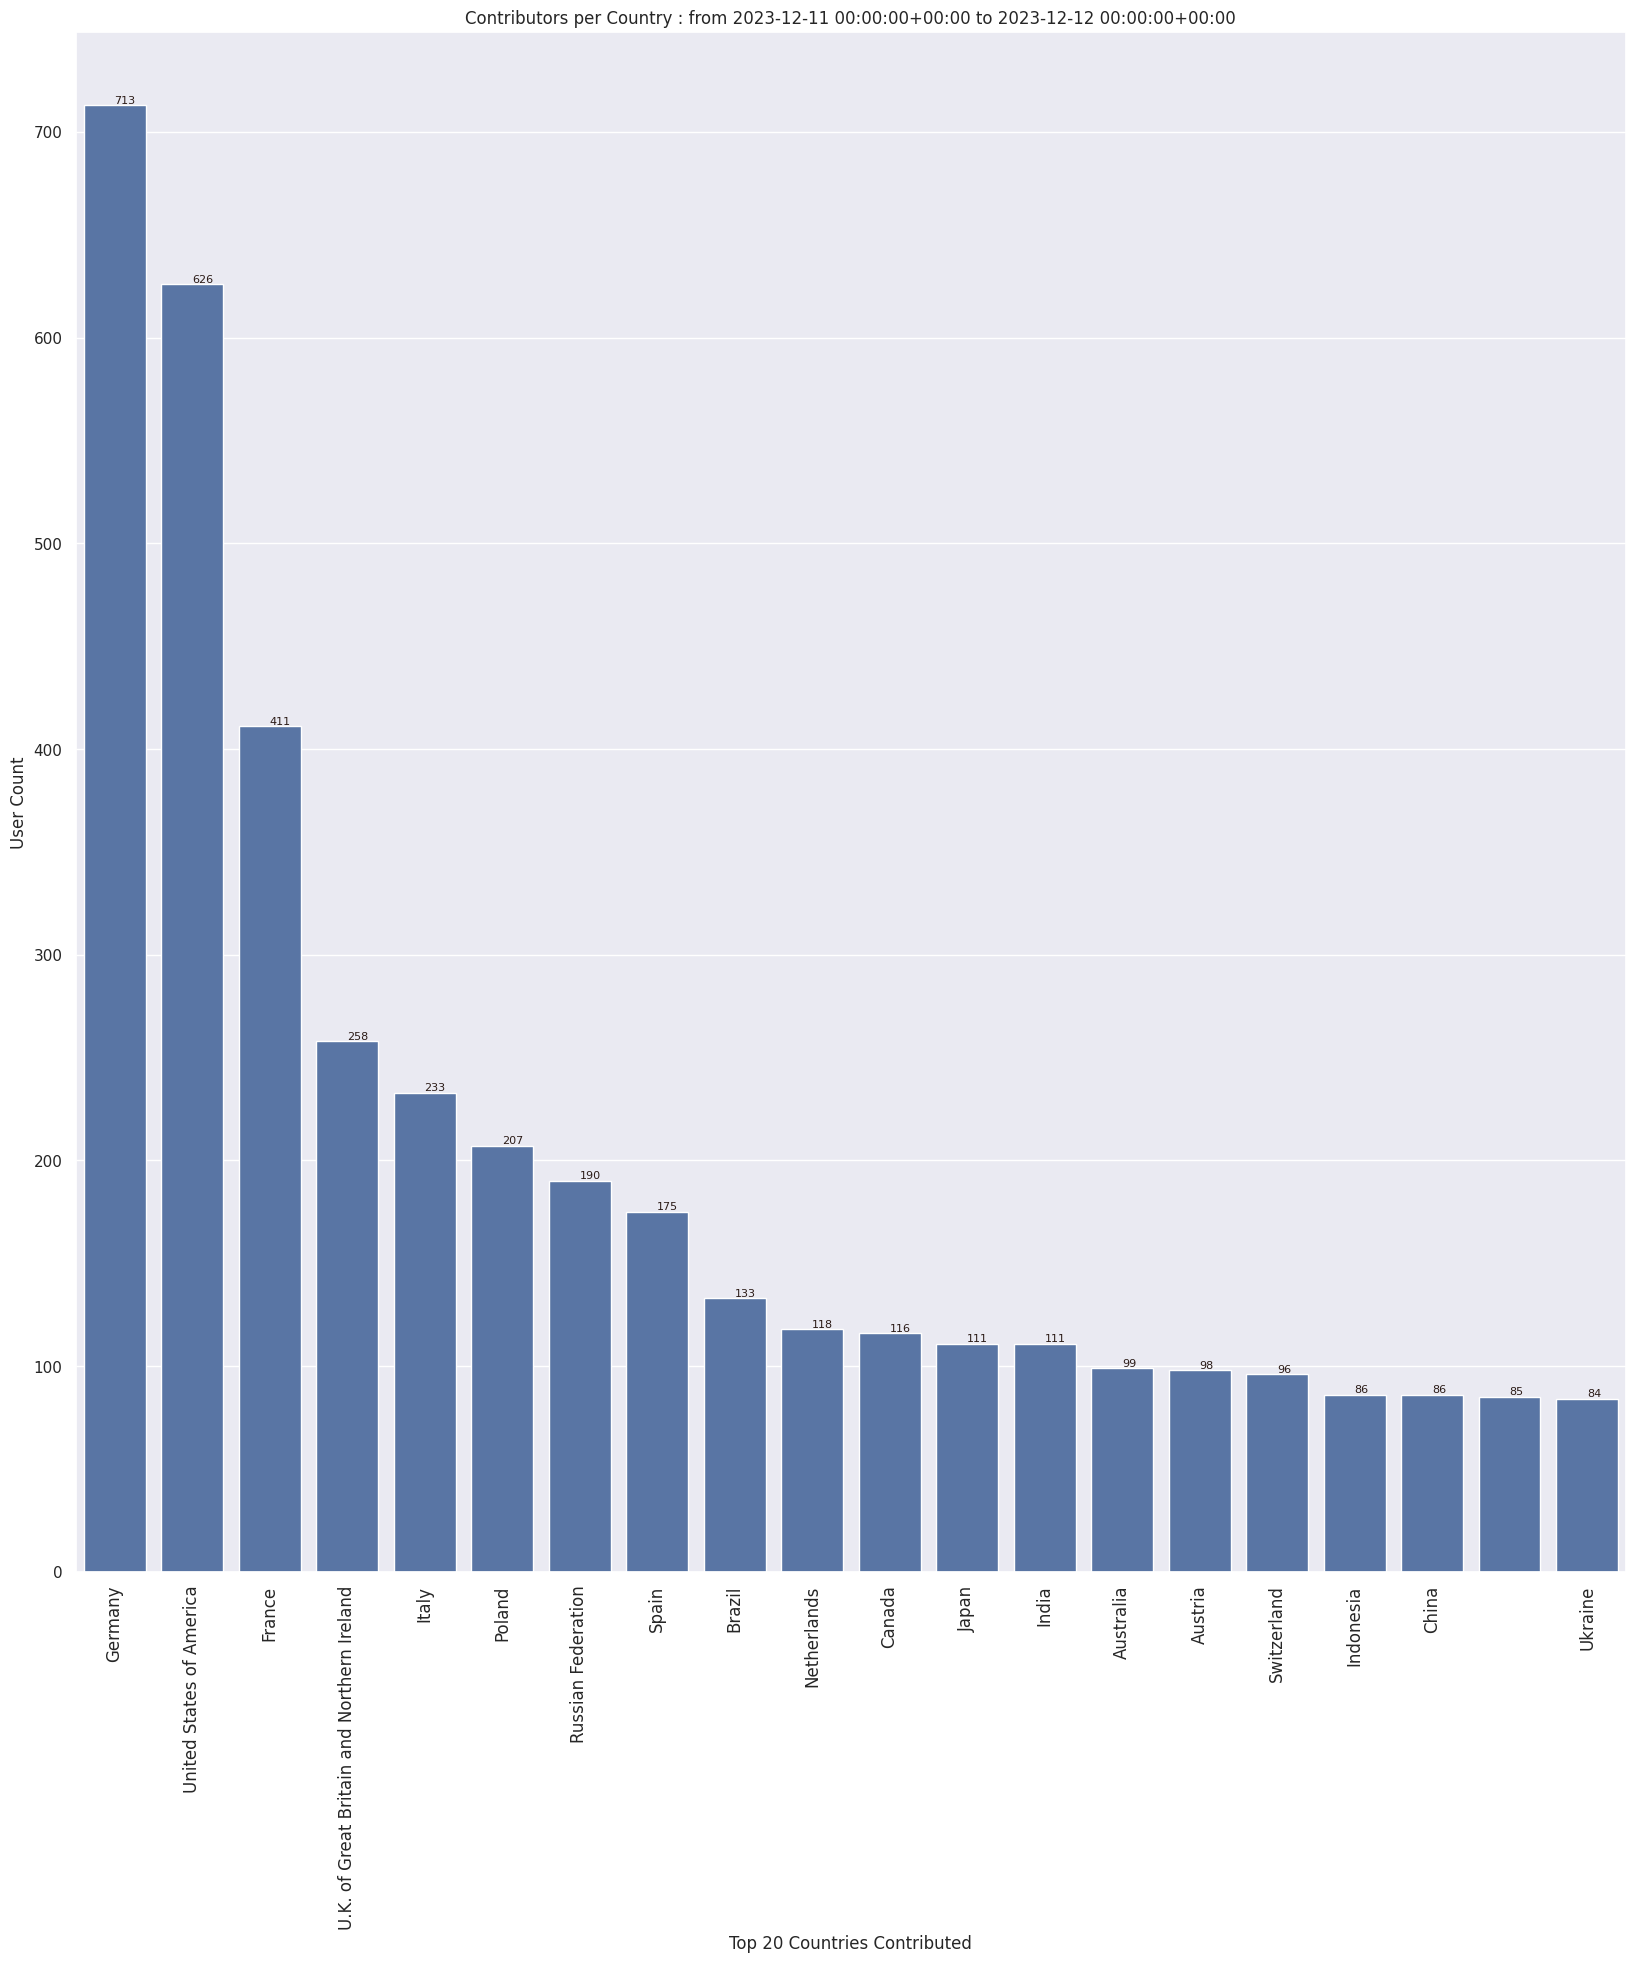 Contributors per Country : from 2023-12-11 00:00:00+00:00 to 2023-12-12 00:00:00+00:00
User Count
700
600
500
400
300
200
100
0
713
626
411
258
233
207
190
175
133
118
116
111
111
99
98
96
86
86
85
84
Germany
United States of America
France
U.K. of Great Britain and Northern Ireland
Italy
Poland
Russian Federation
Spain
Brazil
Netherlands
Canada
Japan
India
Australia
Austria
Switzerland
Indonesia
China
Ukraine
Top 20 Countries Contributed